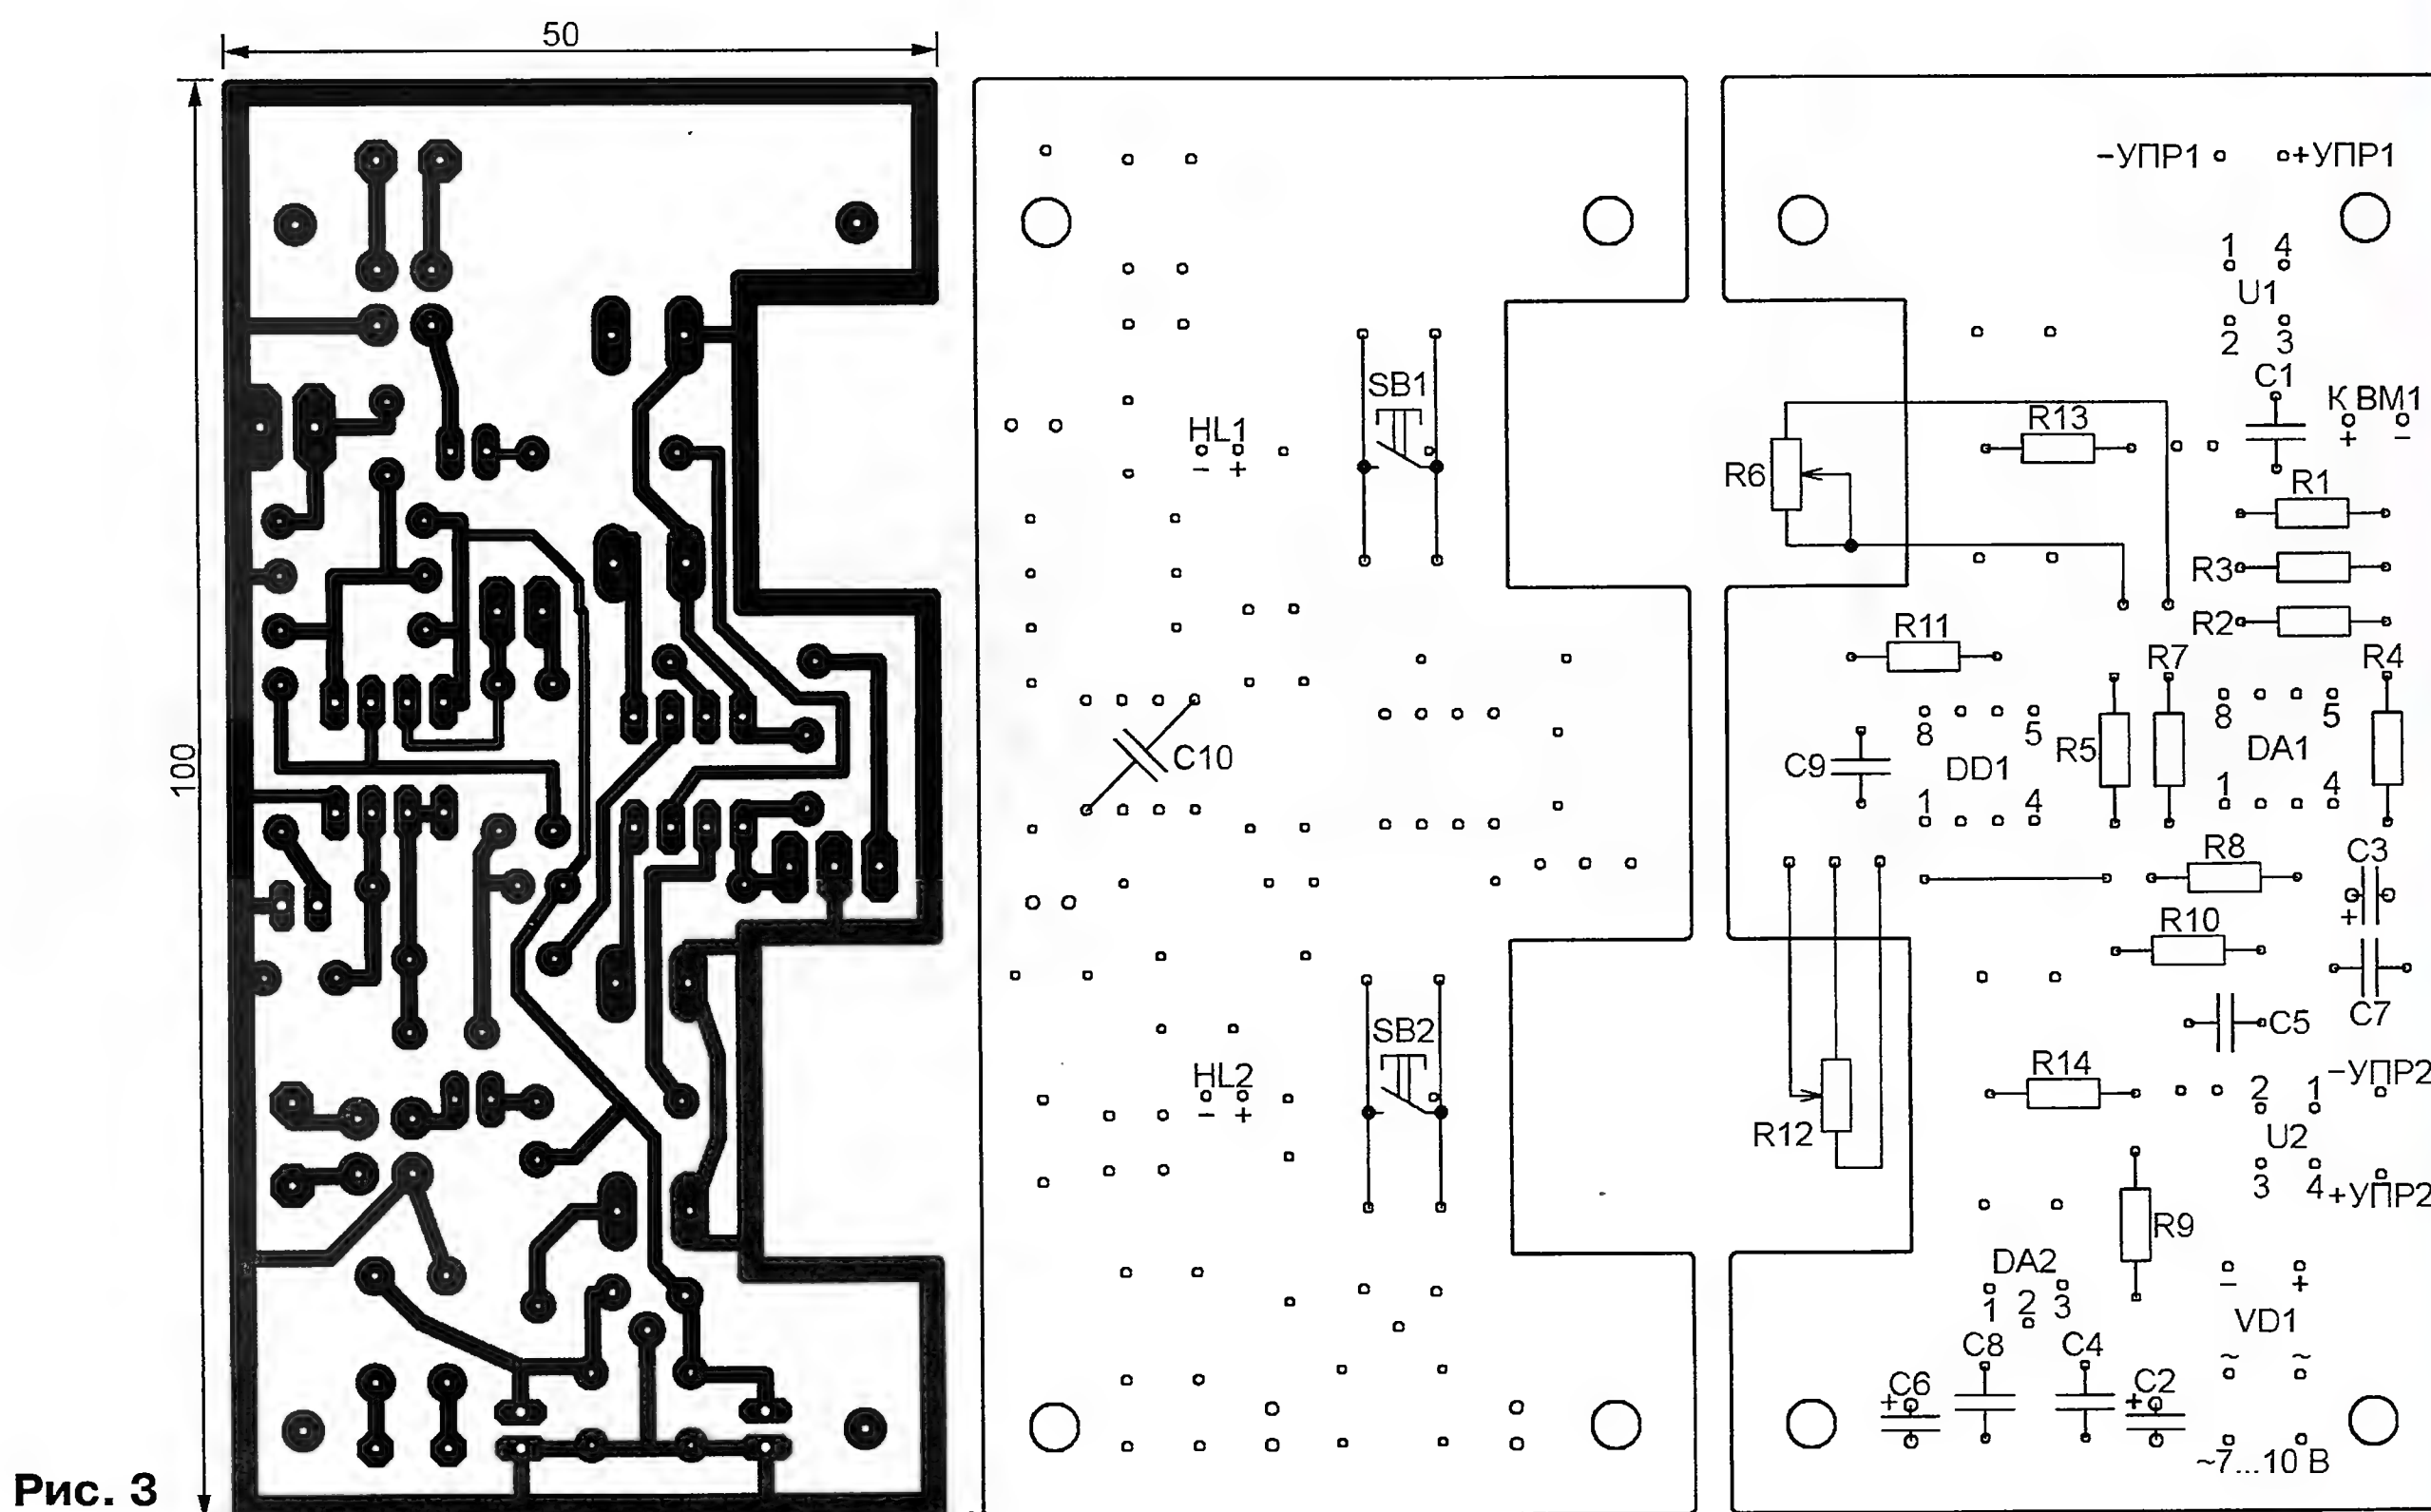 50
100
Рис. 3
SB1
HL1
- +
C10
SB2
HL2
- +
-УПР1
+УПР1
1 4
U1
2 3
C1
К ВМ1
+ -
R13
R6
R1
R3
R2
R11
R7
R4
8 5
DD1
1 4
C9
R5
8 5
DA1
1 4
R8
C3
+
R10
C7
C5
R14
-УПР2
2 1
U2
3 4
+УПР2
R12
R9
DA2
1 2 3
- +
VD1
~ ~
C8
C4
C6
+
C2
+
~7...10 В